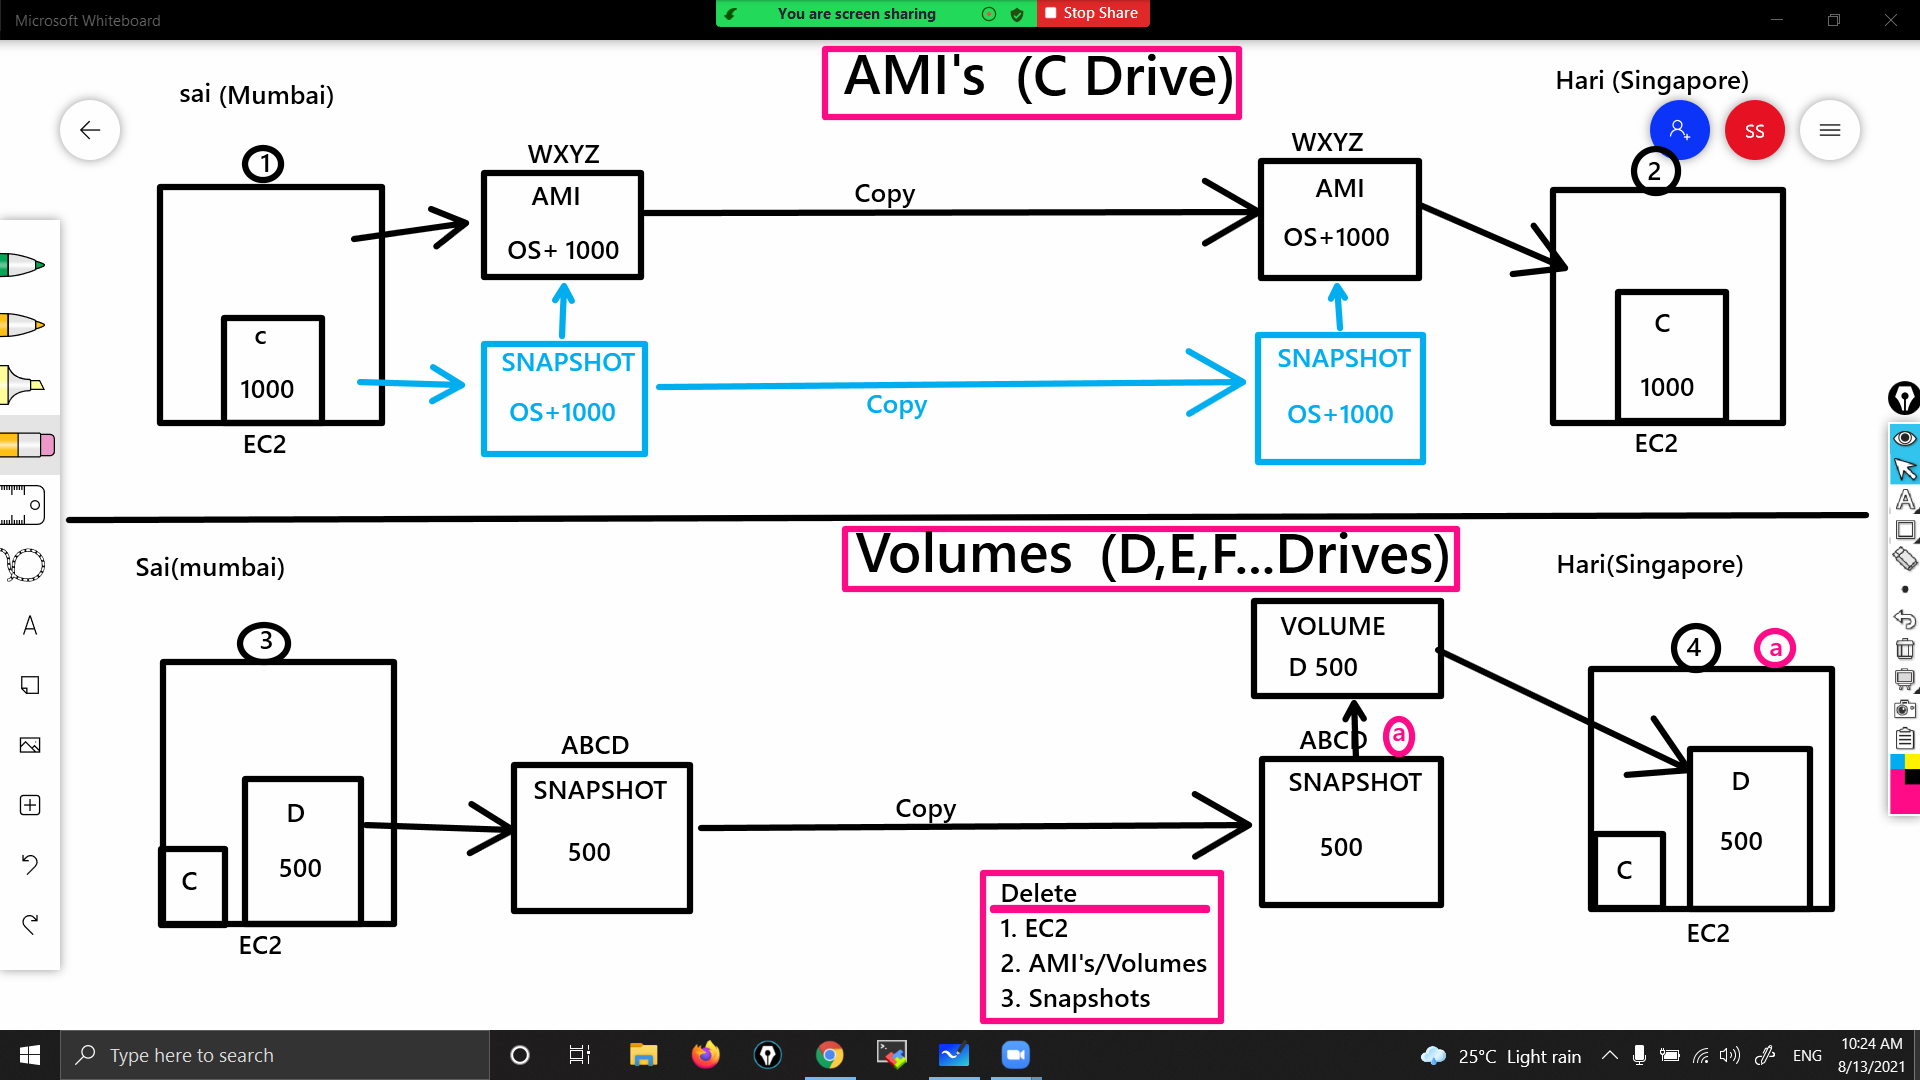 Microsoft Whiteboard
You are screen sharing
Stop Share
AMI's (C Drive)
sai (Mumbai)
Hari (Singapore)
SS
1
WXYZ
AMI
OS+ 1000
Copy
WXYZ
AMI
OS+1000
2
c
1000
EC2
SNAPSHOT
OS+1000
Copy
SNAPSHOT
OS+1000
C
1000
EC2
Volumes (D,E,F...Drives)
Sai(mumbai)
Hari(Singapore)
3
D
500
C
EC2
ABCD
SNAPSHOT
500
Copy
VOLUME
D 500
ABCD
a
SNAPSHOT
500
4
a
D
500
C
EC2
Delete
1. EC2
2. AMI's/Volumes
3. Snapshots
A
A
Type here to search
25°C Light rain
ENG
10:24 AM
8/13/2021